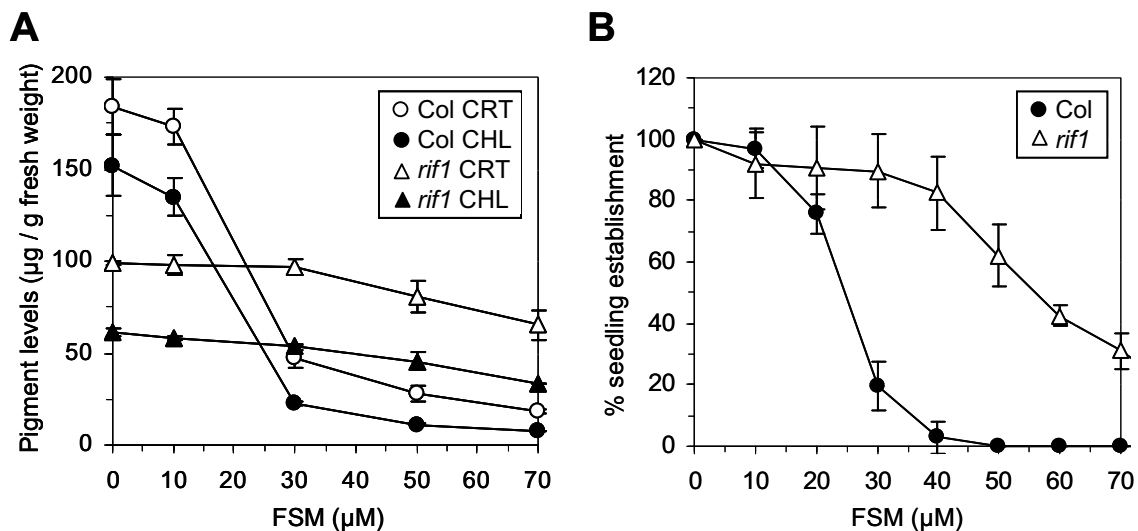 A
Pigment levels (µg / g fresh weight)
200
150
100
50
0
Col CRT
Col CHL
rif1 CRT
rif1 CHL
0 10 20 30 40 50 60 70
FSM (µM)
B
% seedling establishment
120
100
80
60
40
20
0
Col
rif1
0 10 20 30 40 50 60 70
FSM (µM)